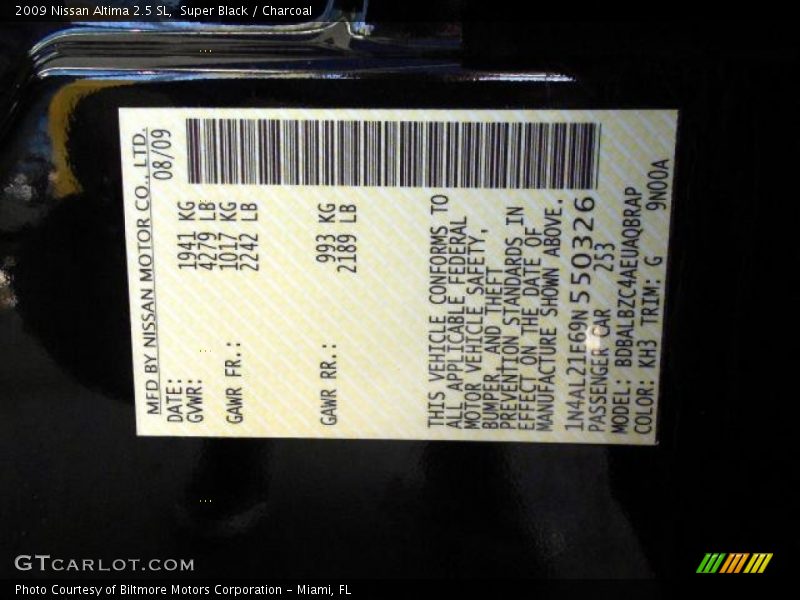 2009 Nissan Altima 2.5 SL,  Super Black / Charcoal
MFD BY NISSAN MOTOR CO., LTD.
DATE: 08/09
GVWR: 1941 KG
4279 LB
GAWR FR.: 1017 KG
2242 LB
GAWR RR.: 993 KG
2189 LB
THIS VEHICLE CONFORMS TO
ALL APPLICABLE FEDERAL
MOTOR VEHICLE SAFETY,
BUMPER, AND THEFT
PREVENTION STANDARDS IN
EFFECT ON THE DATE OF
MANUFACTURE SHOWN ABOVE.
1N4AL21E69N550326
PASSENGER CAR 253
MODEL: BDBALBZC4AEUAQBRAP
COLOR: KH3 TRIM: G 9N00A
GTCARLOT.COM
Photo Courtesy of Biltmore Motors Corporation - Miami, FL